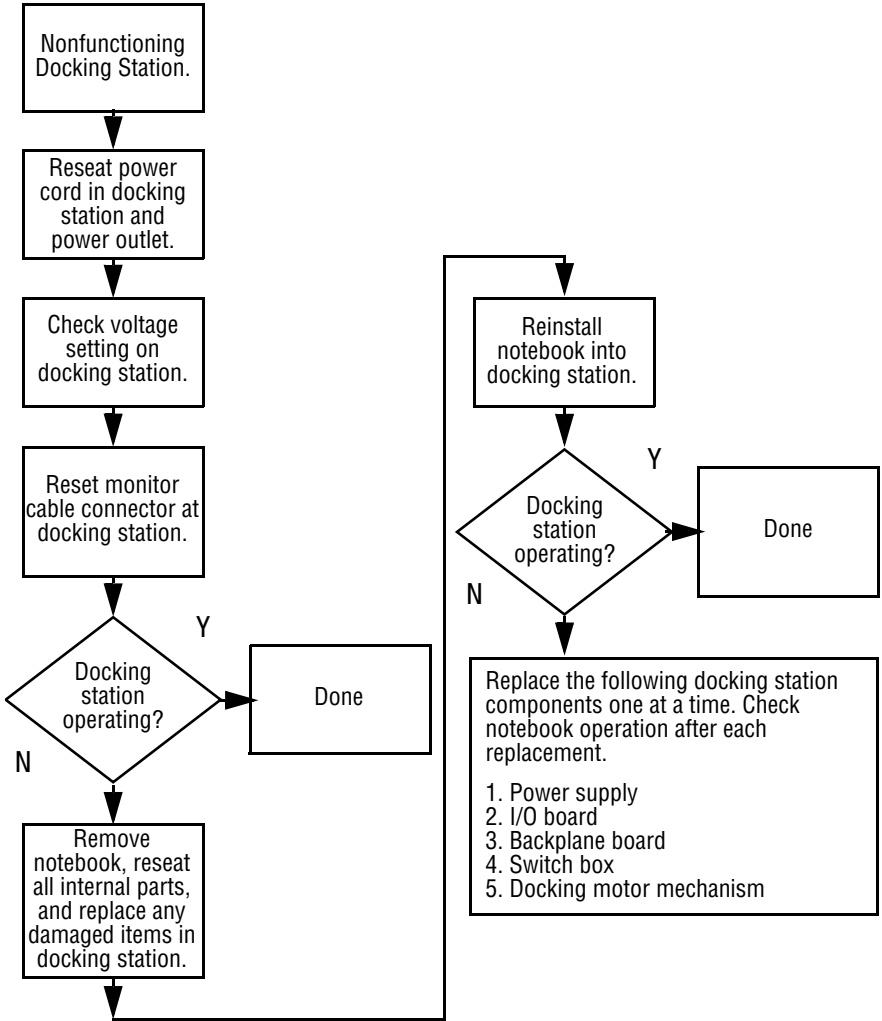 Nonfunctioning
Docking Station.
Reseat power
cord in docking
station and
power outlet.
Check voltage
setting on
docking station.
Reset monitor
cable connector at
docking station.
Docking
station
operating?
Y
N
Done
Remove
notebook, reseat
all internal parts,
and replace any
damaged items in
docking station.
Reinstall
notebook into
docking station.
Docking
station
operating?
Y
N
Done
Replace the following docking station
components one at a time. Check
notebook operation after each
replacement.
1. Power supply
2. I/O board
3. Backplane board
4. Switch box
5. Docking motor mechanism